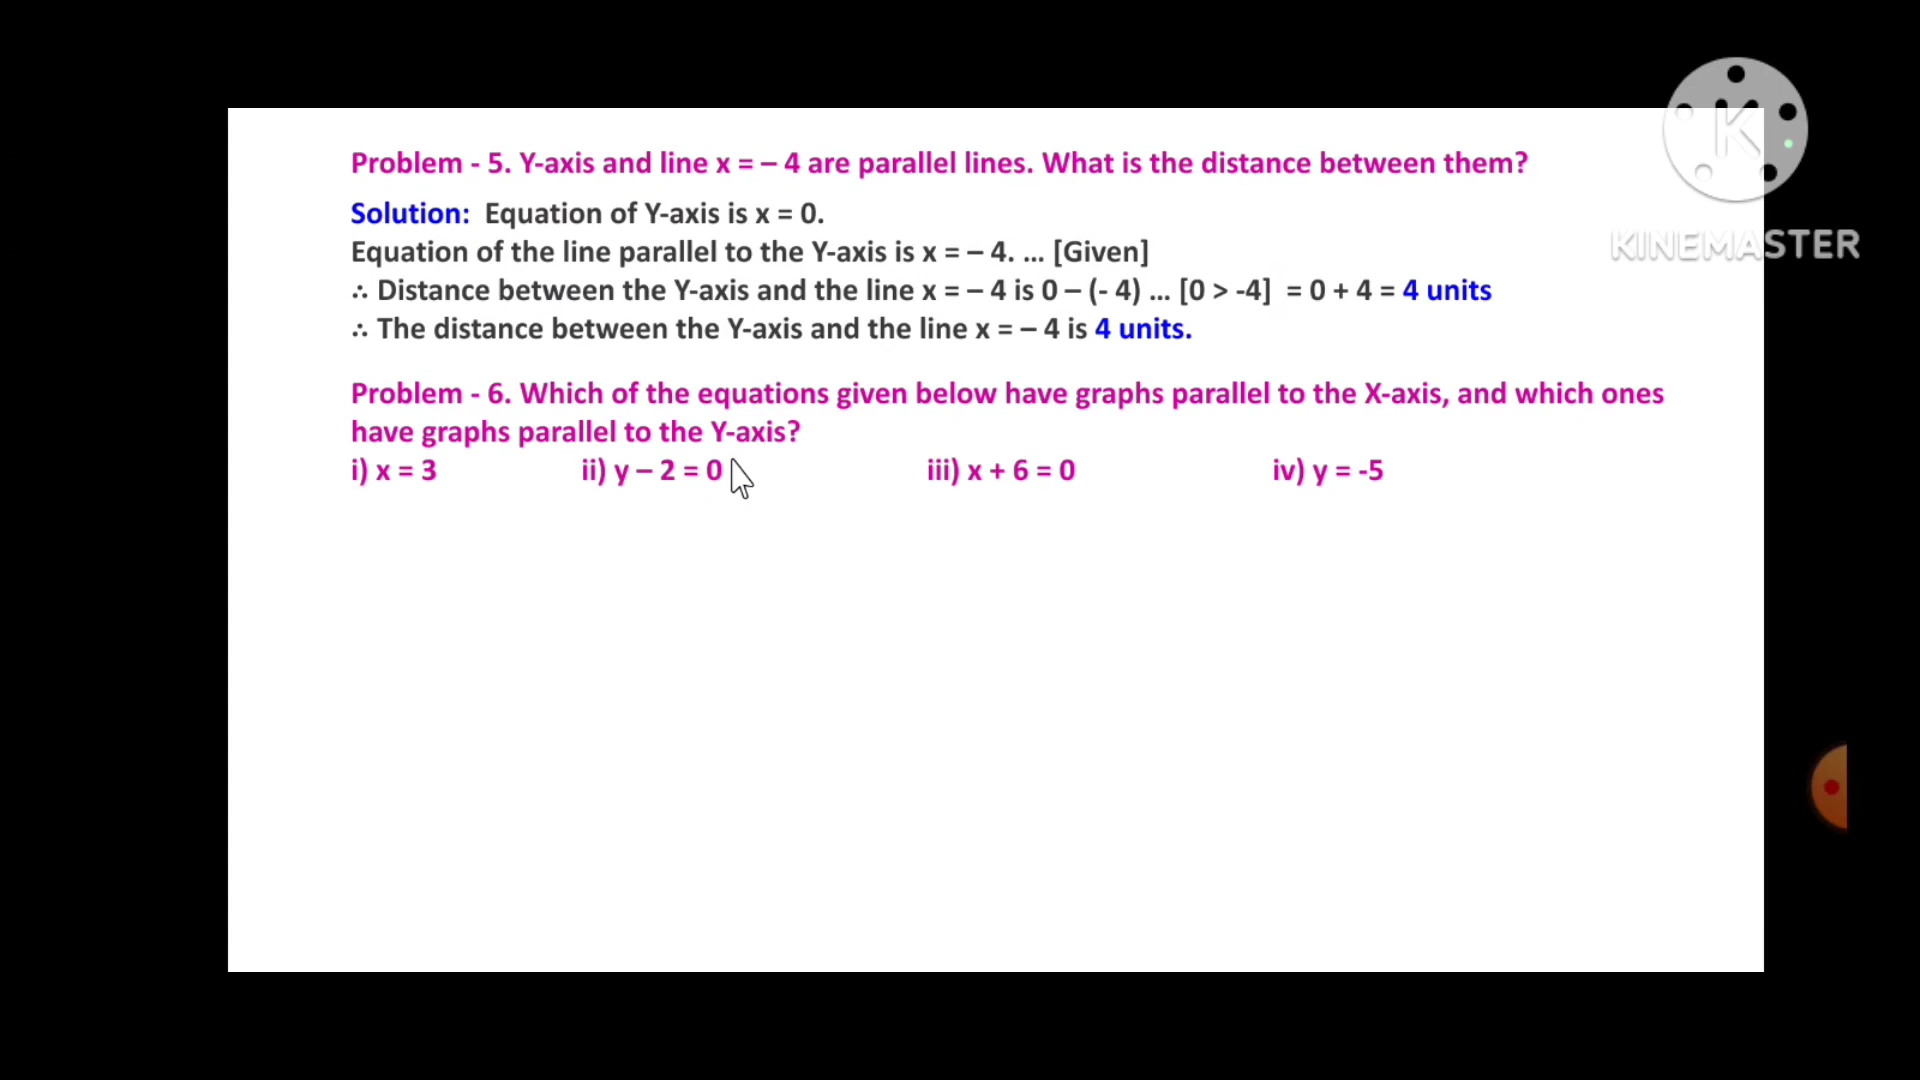 Problem - 5. Y-axis and line x = – 4 are parallel lines. What is the distance between them?
Solution: Equation of Y-axis is x = 0.
Equation of the line parallel to the Y-axis is x = – 4. ... [Given]
∴ Distance between the Y-axis and the line x = – 4 is 0 – (- 4) ... [0 > -4] = 0 + 4 = 4 units
∴ The distance between the Y-axis and the line x = – 4 is 4 units.
Problem - 6. Which of the equations given below have graphs parallel to the X-axis, and which ones
have graphs parallel to the Y-axis?
i) x = 3 ii) y – 2 = 0 iii) x + 6 = 0 iv) y = -5
K
KINEMASTER